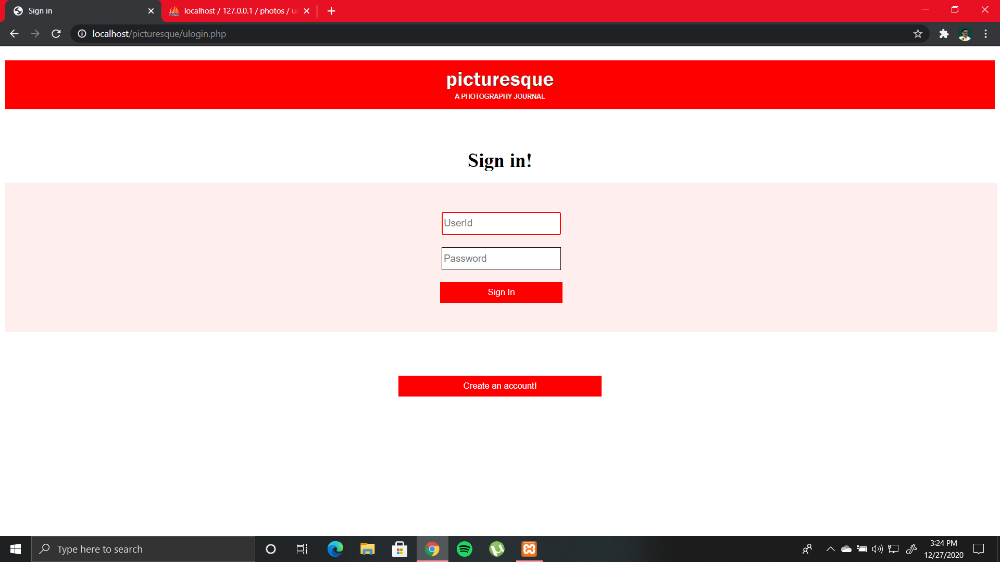 Sign in
localhost / 127.0.0.1 / photos / us
localhost/picturesque/ulogin.php
picturesque
A PHOTOGRAPHY JOURNAL
Sign in!
UserId
Password
Sign In
Create an account!
Type here to search
3:24 PM
12/27/2020